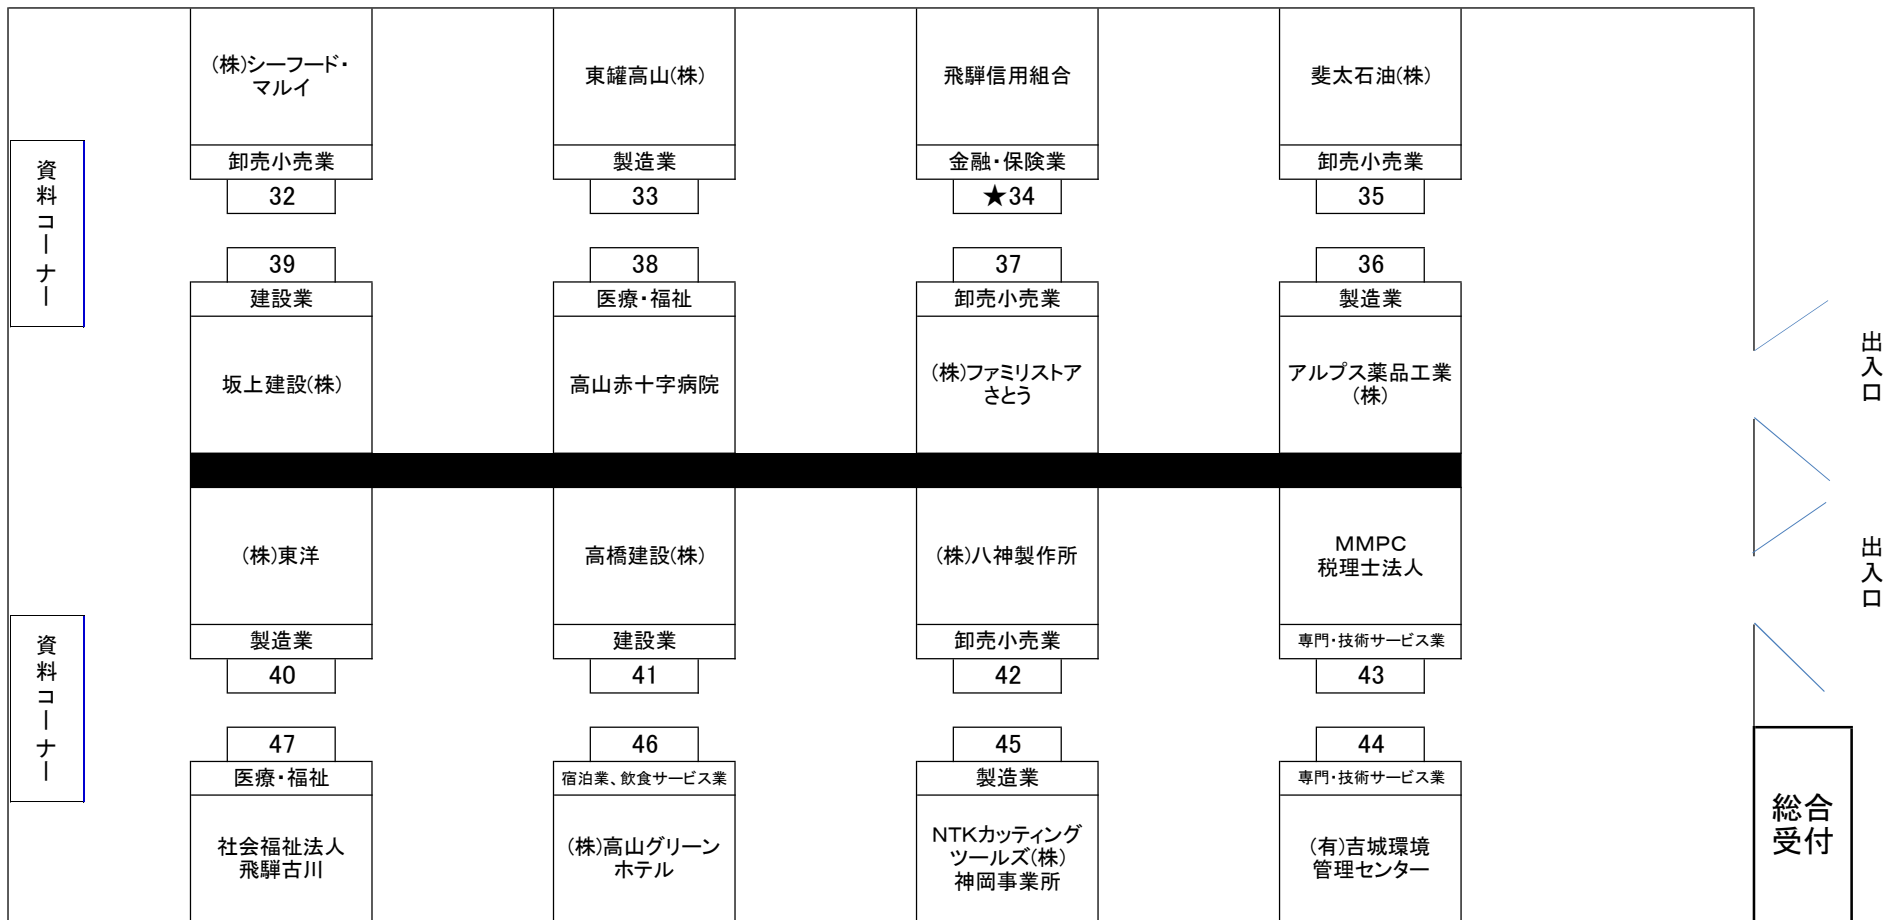 (株)シーフード・
マルイ
東罐高山(株)
飛騨信用組合
斐太石油(株)
卸売小売業
製造業
金融・保険業
卸売小売業
32
33
★34
35
資料コーナー
39
38
37
36
建設業
医療・福祉
卸売小売業
製造業
坂上建設(株)
高山赤十字病院
(株)ファミリストア
さとう
アルプス薬品工業
(株)
出入口
(株)東洋
高橋建設(株)
(株)八神製作所
MMPC
税理士法人
出入口
製造業
建設業
卸売小売業
専門・技術サービス業
40
41
42
43
資料コーナー
47
46
45
44
医療・福祉
宿泊業、飲食サービス業
製造業
専門・技術サービス業
社会福祉法人
飛騨古川
(株)高山グリーン
ホテル
NTKカッティング
ツールズ(株)
神岡事業所
(有)吉城環境
管理センター
総合
受付